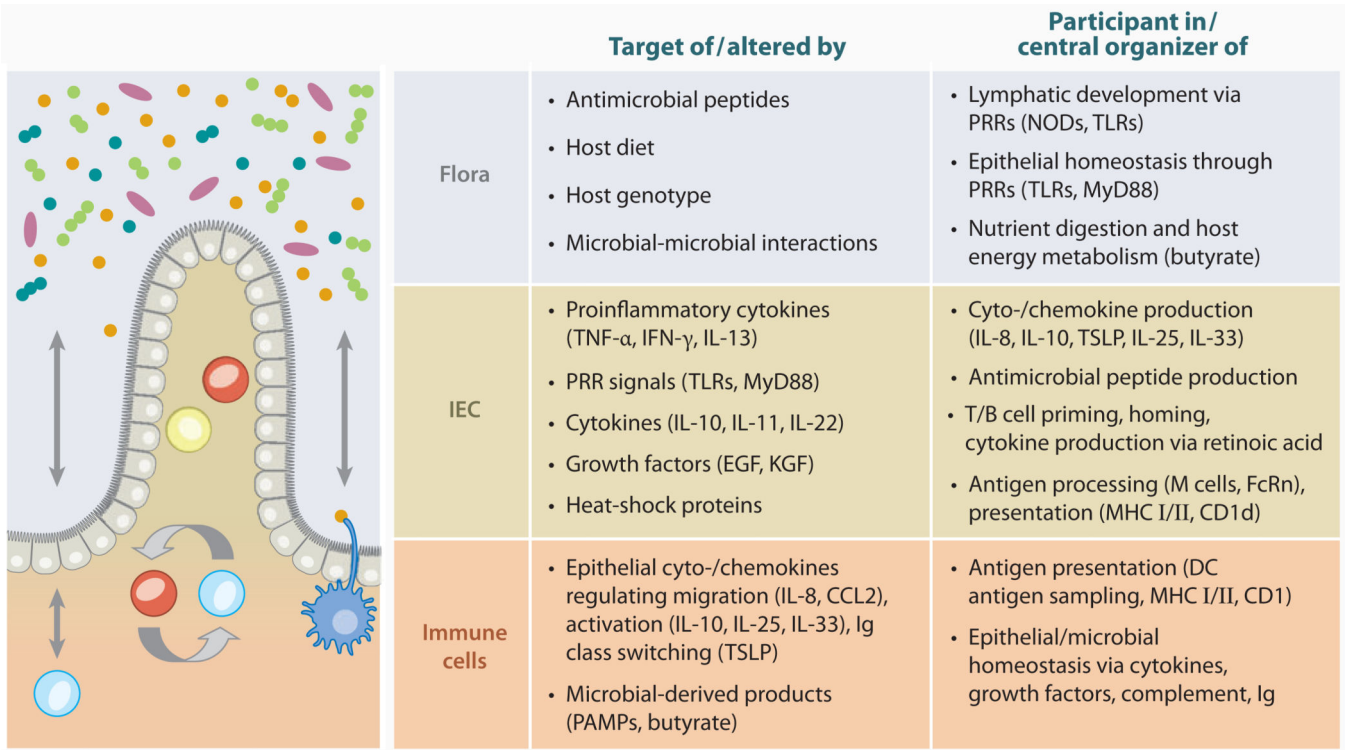 Target of/altered by
Participant in/
central organizer of
Flora
• Antimicrobial peptides
• Host diet
• Host genotype
• Microbial-microbial interactions
• Lymphatic development via
PRRs (NODs, TLRs)
• Epithelial homeostasis through
PRRs (TLRs, MyD88)
• Nutrient digestion and host
energy metabolism (butyrate)
IEC
• Proinflammatory cytokines
(TNF-α, IFN-γ, IL-13)
• PRR signals (TLRs, MyD88)
• Cytokines (IL-10, IL-11, IL-22)
• Growth factors (EGF, KGF)
• Heat-shock proteins
• Cyto-/chemokine production
(IL-8, IL-10, TSLP, IL-25, IL-33)
• Antimicrobial peptide production
• T/B cell priming, homing,
cytokine production via retinoic acid
• Antigen processing (M cells, FcRn),
presentation (MHC I/II, CD1d)
Immune
cells
• Epithelial cyto-/chemokines
regulating migration (IL-8, CCL2),
activation (IL-10, IL-25, IL-33), Ig
class switching (TSLP)
• Microbial-derived products
(PAMPs, butyrate)
• Antigen presentation (DC
antigen sampling, MHC I/II, CD1)
• Epithelial/microbial
homeostasis via cytokines,
growth factors, complement, Ig